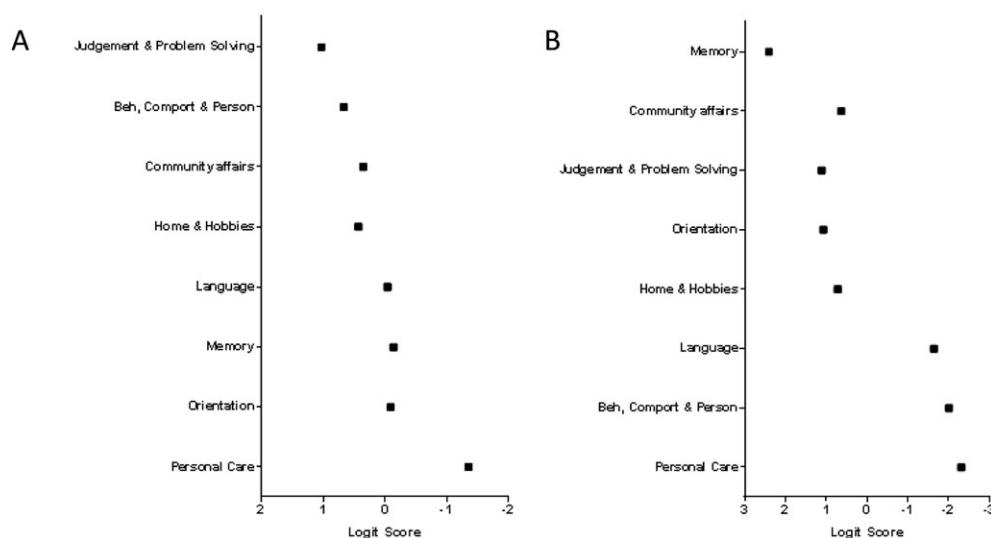 A
Judgement & Problem Solving
Beh, Comport & Person
Community affairs
Home & Hobbies
Language
Memory
Orientation
Personal Care
2 1 0 -1 -2
Logit Score
B
Memory
Community affairs
Judgement & Problem Solving
Orientation
Home & Hobbies
Language
Beh, Comport & Person
Personal Care
3 2 1 0 -1 -2 -3
Logit Score